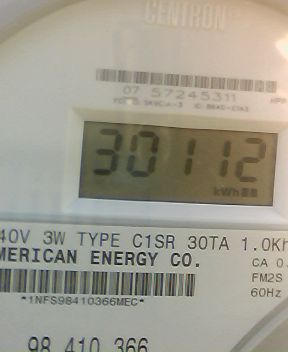 CENTRON®
07 57245311
30112
kWh
40V 3W TYPE C1SR 30TA 1.0Kh
MERICAN ENERGY CO.
CA 0.
FM2S
60Hz
*1NFS98410366MEC*
98 410 366